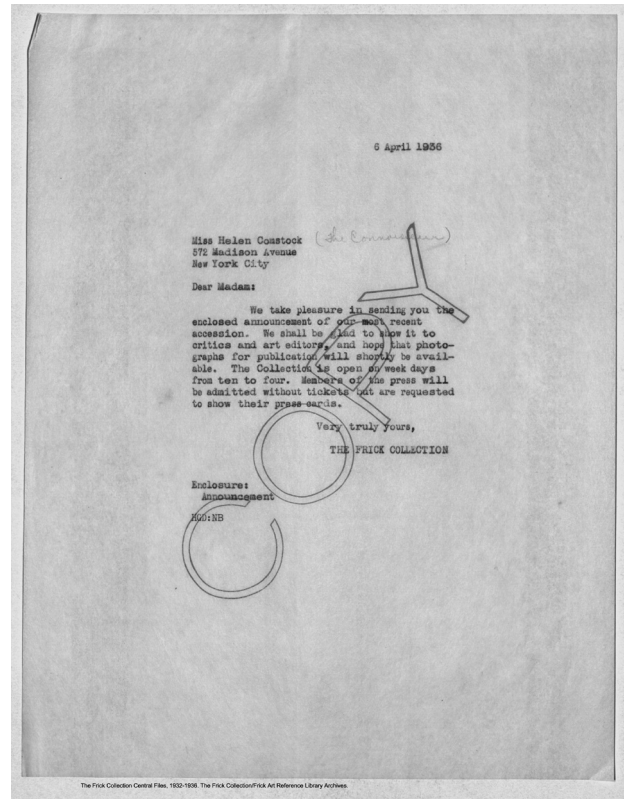 6 April 1936
Miss Helen Comstock (The Connoisseur)
572 Madison Avenue
New York City
Dear Madam:
We take pleasure in sending you the
enclosed announcement of our most recent
accession. We shall be glad to show it to
critics and art editors, and hope that photo-
graphs for publication will shortly be avail-
able. The Collection is open on week days
from ten to four. Members of the press will
be admitted without tickets but are requested
to show their press cards.
Very truly yours,
THE FRICK COLLECTION
Enclosure:
Announcement
HGD:NB
COPY
The Frick Collection Central Files, 1932-1936. The Frick Collection/Frick Art Reference Library Archives.